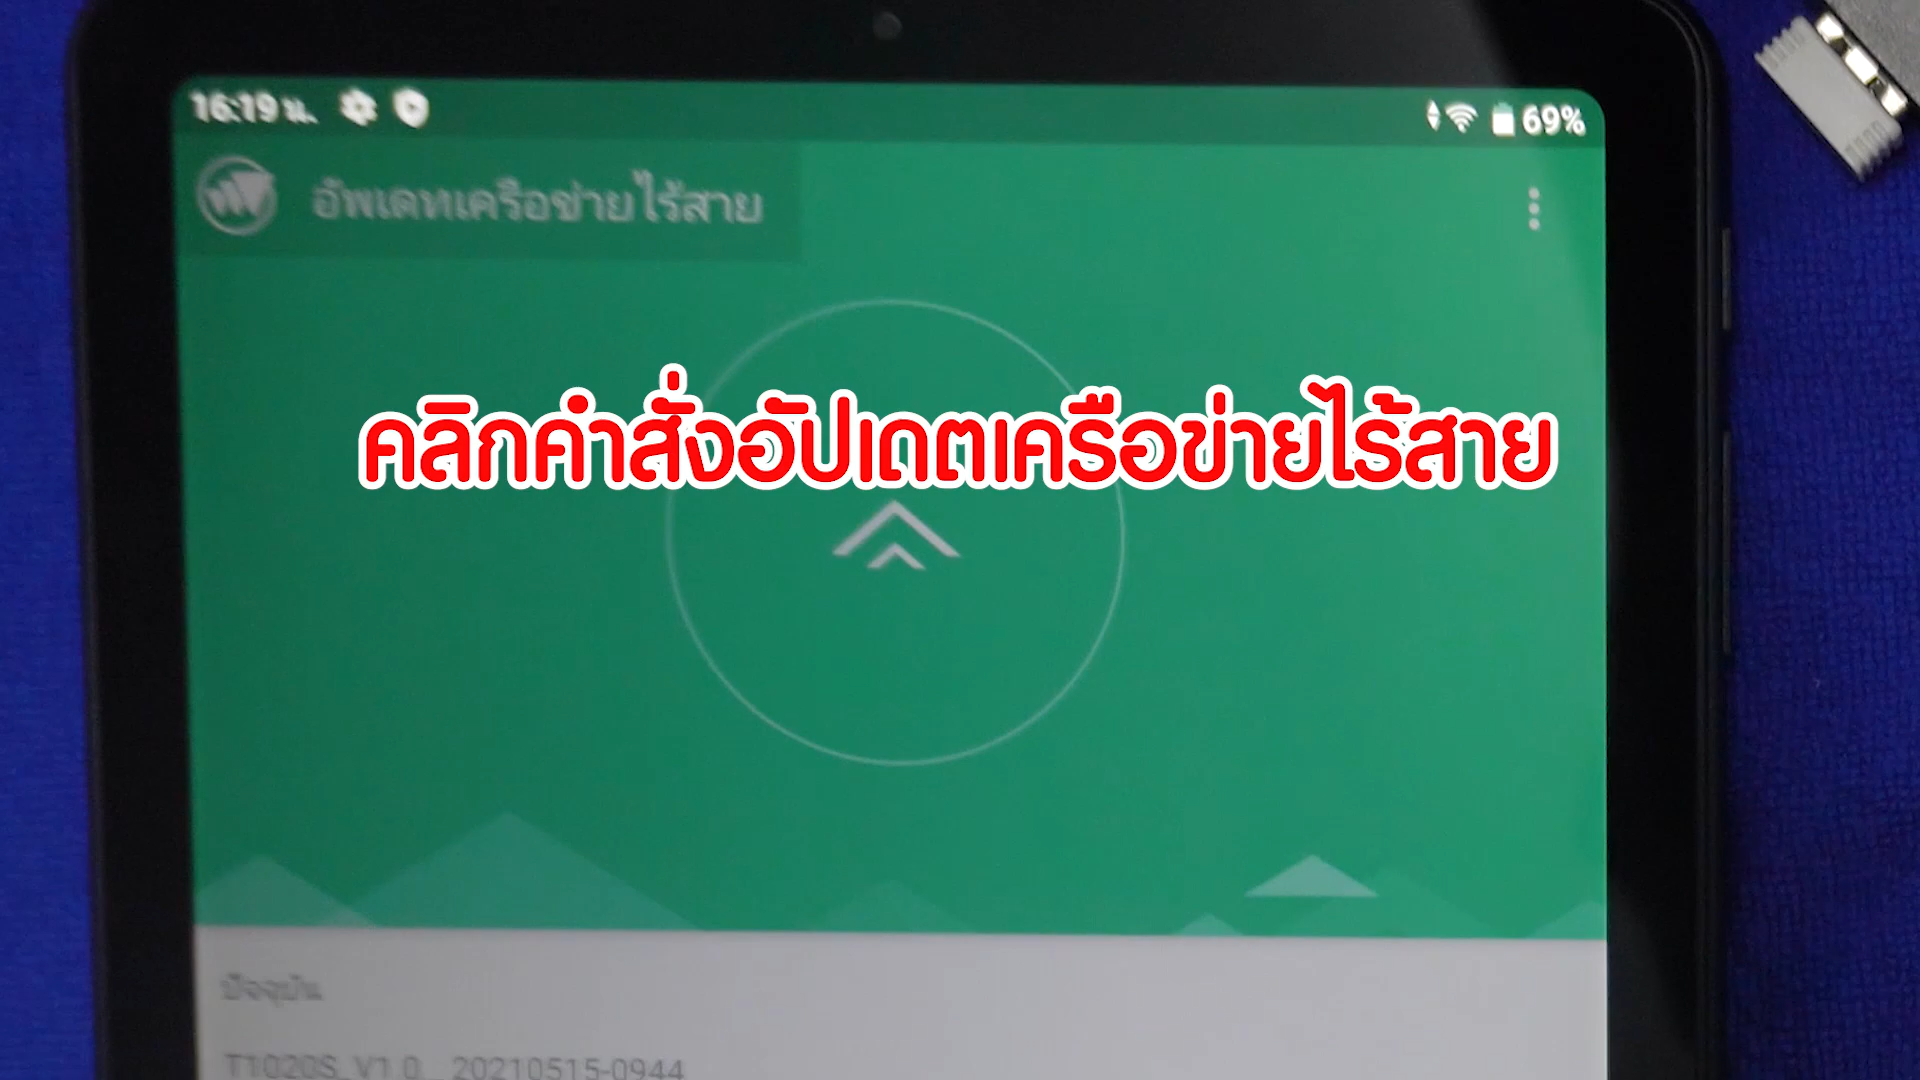 16:19 น.
69%
อัพเดทเครือข่ายไร้สาย
คลิกคำสั่งอัปเดตเครือข่ายไร้สาย
ปัจจุบัน
T1020S_V1.0_ 20210515-0944